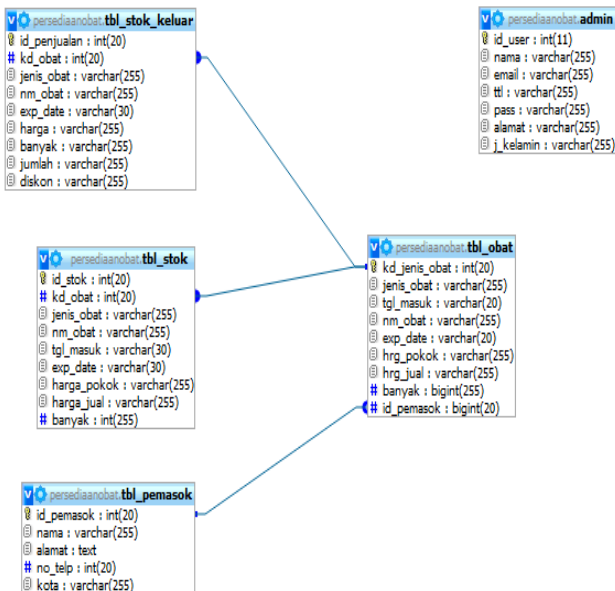 persediaanobat.tbl_stok_keluar
id_penjualan : int(20)
# kd_obat : int(20)
jenis_obat : varchar(255)
nm_obat : varchar(255)
exp_date : varchar(30)
harga : varchar(255)
banyak : varchar(255)
jumlah : varchar(255)
diskon : varchar(255)
persediaanobat.admin
id_user : int(11)
nama : varchar(255)
email : varchar(255)
ttl : varchar(255)
pass : varchar(255)
alamat : varchar(255)
j_kelamin : varchar(255)
persediaanobat.tbl_stok
id_stok : int(20)
# kd_obat : int(20)
jenis_obat : varchar(255)
nm_obat : varchar(255)
tgl_masuk : varchar(30)
exp_date : varchar(30)
harga_pokok : varchar(255)
harga_jual : varchar(255)
# banyak : int(255)
persediaanobat.tbl_obat
kd_jenis_obat : int(20)
jenis_obat : varchar(255)
tgl_masuk : varchar(20)
nm_obat : varchar(255)
exp_date : varchar(20)
hrg_pokok : varchar(255)
hrg_jual : varchar(255)
# banyak : bigint(255)
# id_pemasok : bigint(20)
persediaanobat.tbl_pemasok
id_pemasok : int(20)
nama : varchar(255)
alamat : text
# no_telp : int(20)
kota : varchar(255)